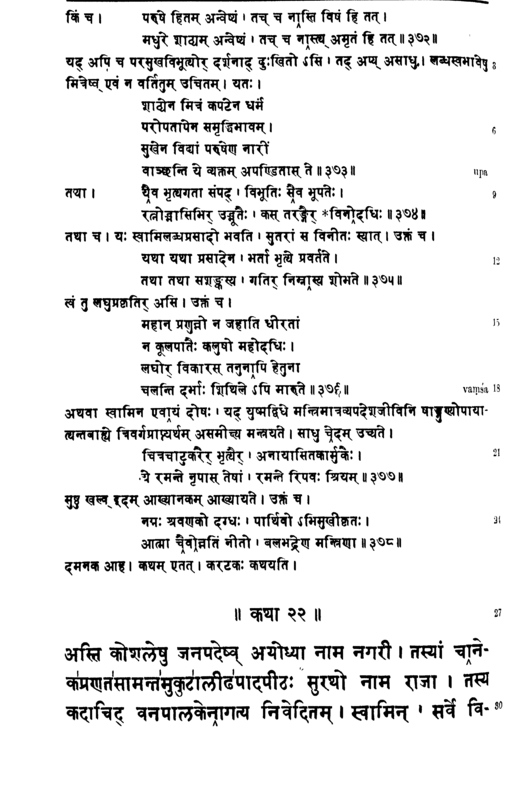 किं च। परुषे हितम् अन्वेष्यं। तच् च नास्ति विषं हि तत्।
मधुरे शाठ्यम् अन्वेष्यं। तच् च नास्त्य् अमृतं हि तत्॥३७२॥
यद् अपि च परमुखविभूत्योर् दर्शनाद् दुःखितो ऽसि। तद् अप्य् असाधु। लब्धस्वभावेषु 3
मित्रेष्व् एवं न वर्तितुम् उचितम्। यतः।
शाठ्येन मित्रं कपटेन धर्मं
परोपतापेन समृद्धिभावम्। 6
सुखेन विद्यां परुषेण नारीं
वाञ्छन्ति ये व्यक्तम् अपण्डितास् ते॥३७३॥ upa
तथा। यैव भृत्यगता संपद्। विभूतिः सैव भूपतेः। 9
रत्नोद्भासिभिर् उद्धूतैः। कस् तरङ्गैर् *विनोदधिः॥३७४॥
तथा च। यः स्वामिलब्धप्रसादो भवति। सुतरां स विनीतः स्यात्। उक्तं च।
यथा यथा प्रसादेन। भर्ता भृत्ये प्रवर्तते। 12
तथा तथा सशङ्कस्य। गतिर् निम्नास्य शोभते॥३७५॥
त्वं तु लघुप्रकृतिर् असि। उक्तं च।
महान् प्रणुन्नो न जहाति धीरतां 15
न कूलपातैः कलुषो महोदधिः।
लघोर् विकारस् तनुनापि हेतुना
चलन्ति दर्भाः शिथिले ऽपि मारुते॥३७६॥ vaṃśa 18
अथवा स्वामिन एवायं दोषः। यद् युष्मद्विधे मन्त्रिमात्रव्यपदेशजीविनि षाड्गुण्योपाया-
त्यन्तबाह्ये त्रिवर्गप्राप्त्यर्थम् असमीक्ष्य मन्त्रयते। साधु चेदम् उच्यते।
चित्रचाटुकरैर् भृत्यैर्। अनायासितकार्मुकैः। 21
ये रमन्ते नृपास् तेषां। रमन्ते रिपवः श्रियम्॥३७७॥
सुष्ठु खल्व् इदम् आख्यानकम् आख्यायते। उक्तं च।
नग्नः श्रवणको दग्धः। पार्थिवो ऽभिमुखीकृतः। 24
आत्मा चैवोन्नतिं नीतो। बलभद्रेण मन्त्रिणा॥३७८॥
दमनक आह। कथम् एतत्। करटकः कथयति।
॥ कथा २२॥ 27
अस्ति कोशलेषु जनपदेष्व् अयोध्या नाम नगरी। तस्यां चाने-
कप्रणतसामन्तमुकुटालीढपादपीठः सुरथो नाम राजा। तस्य
कदाचिद् वनपालकेनागत्य निवेदितम्। स्वामिन्। सर्वे वि- 30